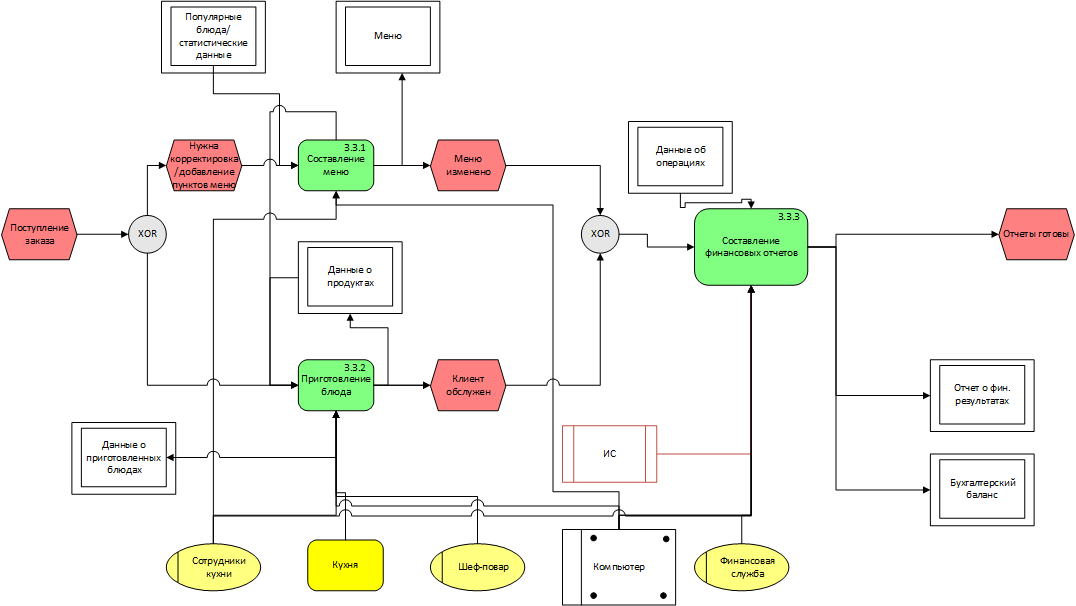 Популярные
блюда/
статистические
данные
Меню
Нужна
корректировка
/добавление
пунктов меню
3.3.1
Составление
меню
Меню
изменено
Данные об
операциях
Поступление
заказа
XOR
XOR
3.3.3
Составление
финансовых отчетов
Отчеты готовы
Данные о
продуктах
3.3.2
Приготовление
блюда
Клиент
обслужен
Отчет о фин.
результатах
Данные о
приготовленных
блюдах
ИС
Бухгалтерский
баланс
Сотрудники
кухни
Кухня
Шеф-повар
Компьютер
Финансовая
служба